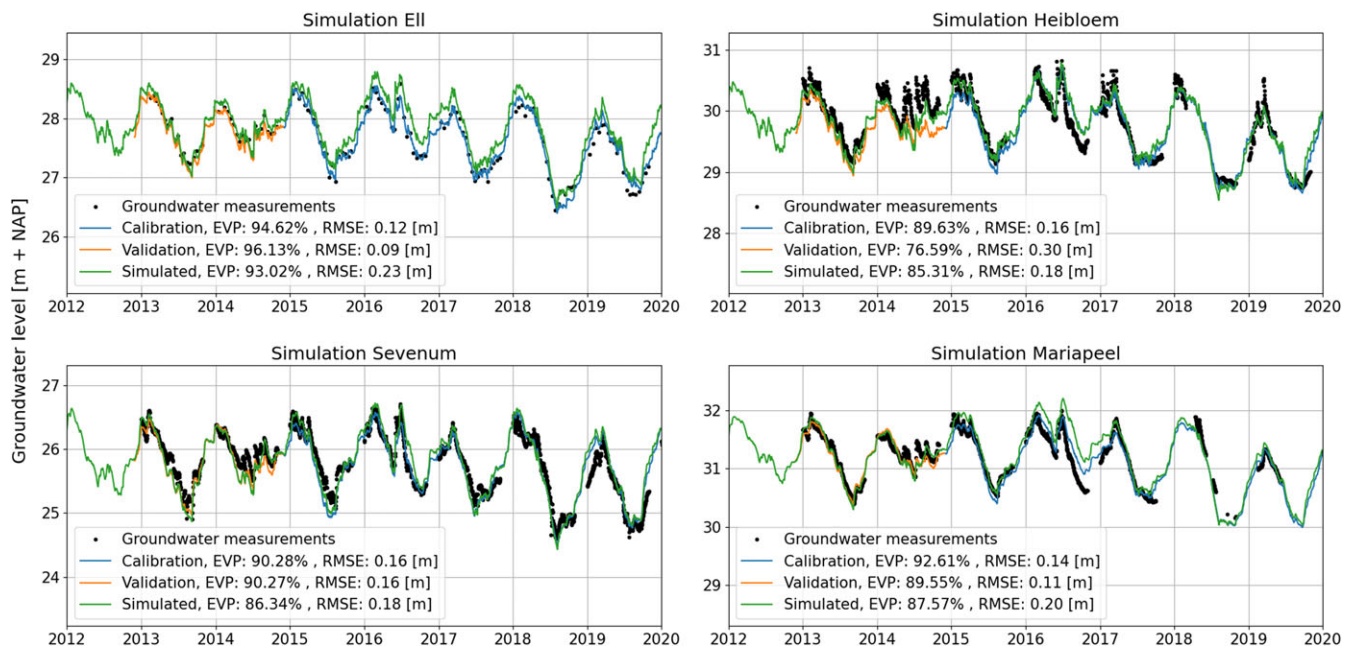 Simulation Ell
Simulation Heibloem
29
28
27
26
Groundwater measurements
Calibration, EVP: 94.62% , RMSE: 0.12 [m]
Validation, EVP: 96.13% , RMSE: 0.09 [m]
Simulated, EVP: 93.02% , RMSE: 0.23 [m]
2012 2013 2014 2015 2016 2017 2018 2019 2020
31
30
29
28
Groundwater measurements
Calibration, EVP: 89.63% , RMSE: 0.16 [m]
Validation, EVP: 76.59% , RMSE: 0.30 [m]
Simulated, EVP: 85.31% , RMSE: 0.18 [m]
2012 2013 2014 2015 2016 2017 2018 2019 2020
Groundwater level [m + NAP]
Simulation Sevenum
Simulation Mariapeel
27
26
25
24
Groundwater measurements
Calibration, EVP: 90.28% , RMSE: 0.16 [m]
Validation, EVP: 90.27% , RMSE: 0.16 [m]
Simulated, EVP: 86.34% , RMSE: 0.18 [m]
2012 2013 2014 2015 2016 2017 2018 2019 2020
32
31
30
29
Groundwater measurements
Calibration, EVP: 92.61% , RMSE: 0.14 [m]
Validation, EVP: 89.55% , RMSE: 0.11 [m]
Simulated, EVP: 87.57% , RMSE: 0.20 [m]
2012 2013 2014 2015 2016 2017 2018 2019 2020